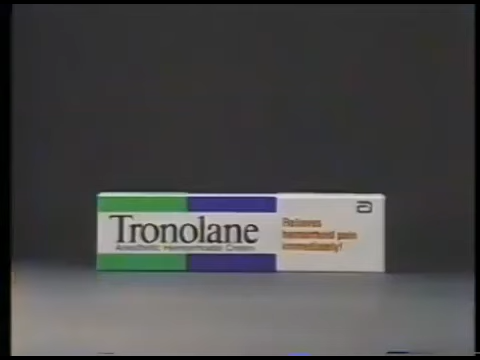 Tronolane
Anesthetic Hemorrhoidal Cream
Relieves
hemorrhoid pain
immediately!